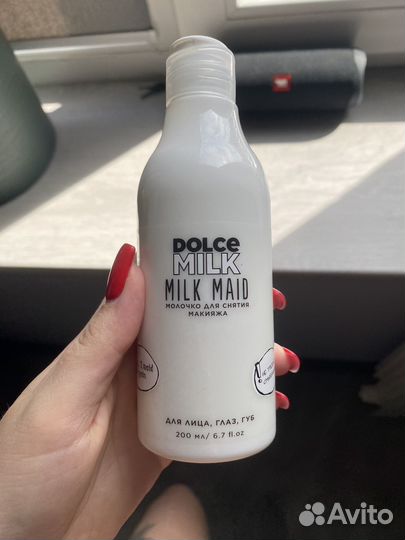 DOLCE
MILK
MILK MAID
МОЛОЧКО ДЛЯ СНЯТИЯ
МАКИЯЖА
ДЛЯ ЛИЦА, ГЛАЗ, ГУБ
200 МЛ/ 6.7 fl.oz
Avito